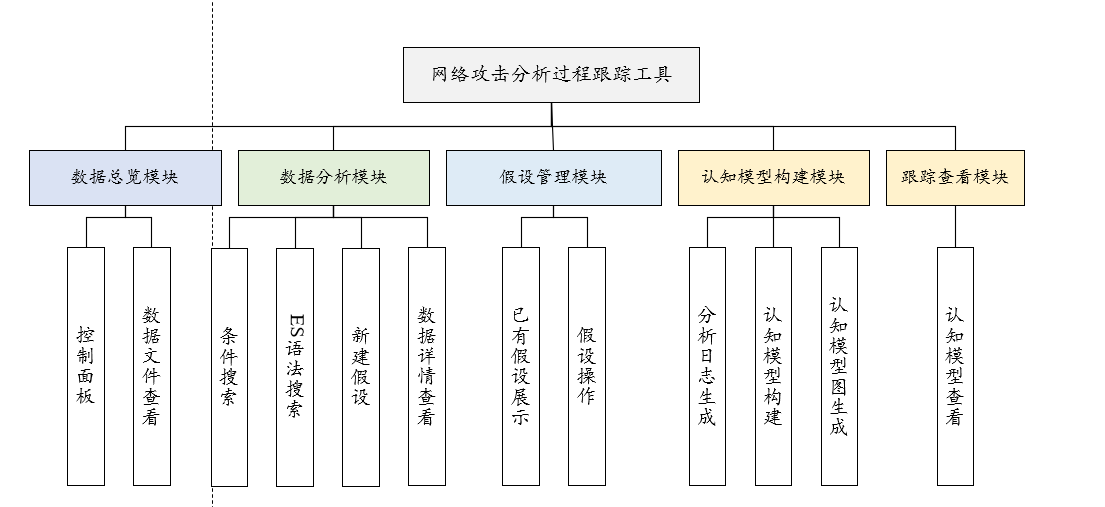 网络攻击分析过程跟踪工具
数据总览模块
数据分析模块
假设管理模块
认知模型构建模块
跟踪查看模块
控制面板
数据文件查看
条件搜索
ES语法搜索
新建假设
数据详情查看
已有假设展示
假设操作
分析日志生成
认知模型构建
认知模型图生成
认知模型查看